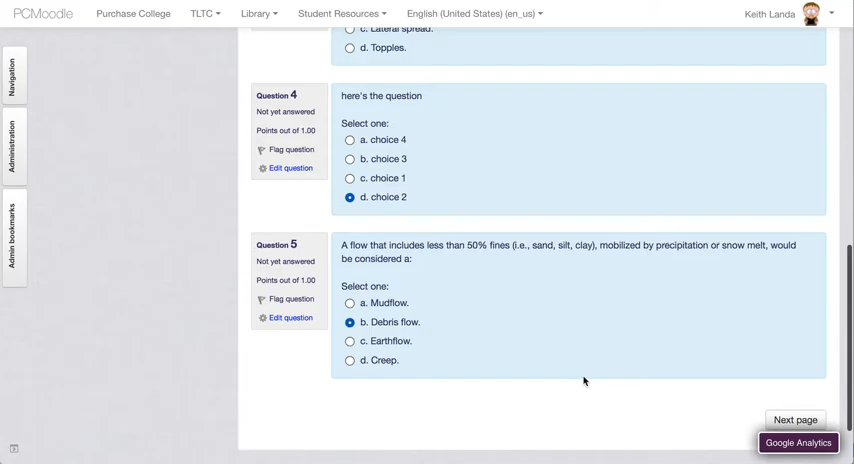 PCMoodle Purchase College TLTC Library Student Resources English (United States) (en_us) Keith Landa
Navigation
Administration
Admin bookmarks
c. Lateral spread.
d. Topples.
Question 4
Not yet answered
Points out of 1.00
Flag question
Edit question
here's the question
Select one:
a. choice 4
b. choice 3
c. choice 1
d. choice 2
Question 5
Not yet answered
Points out of 1.00
Flag question
Edit question
A flow that includes less than 50% fines (i.e., sand, silt, clay), mobilized by precipitation or snow melt, would
be considered a:
Select one:
a. Mudflow.
b. Debris flow.
c. Earthflow.
d. Creep.
Next page
Google Analytics